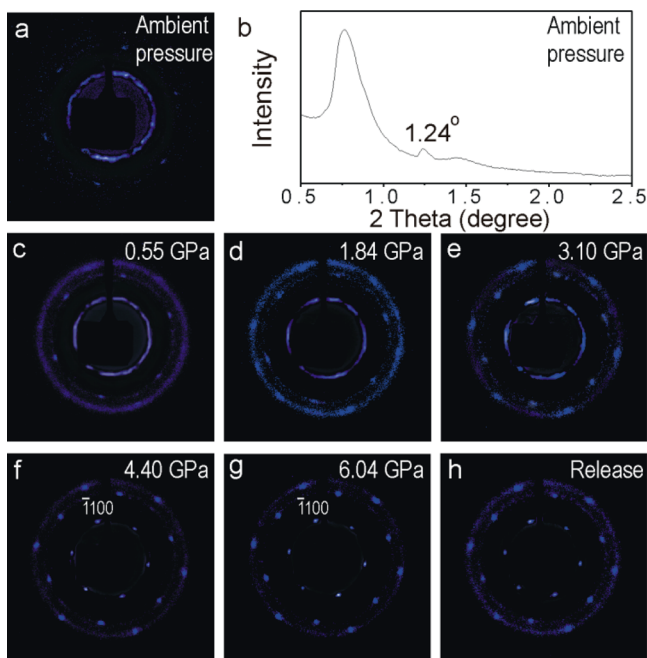 a
Ambient
pressure
b
Ambient
pressure
Intensity
1.24°
0.5 1.0 1.5 2.0 2.5
2 Theta (degree)
c 0.55 GPa
d 1.84 GPa
e 3.10 GPa
f 4.40 GPa
1̄100
g 6.04 GPa
1̄100
h Release